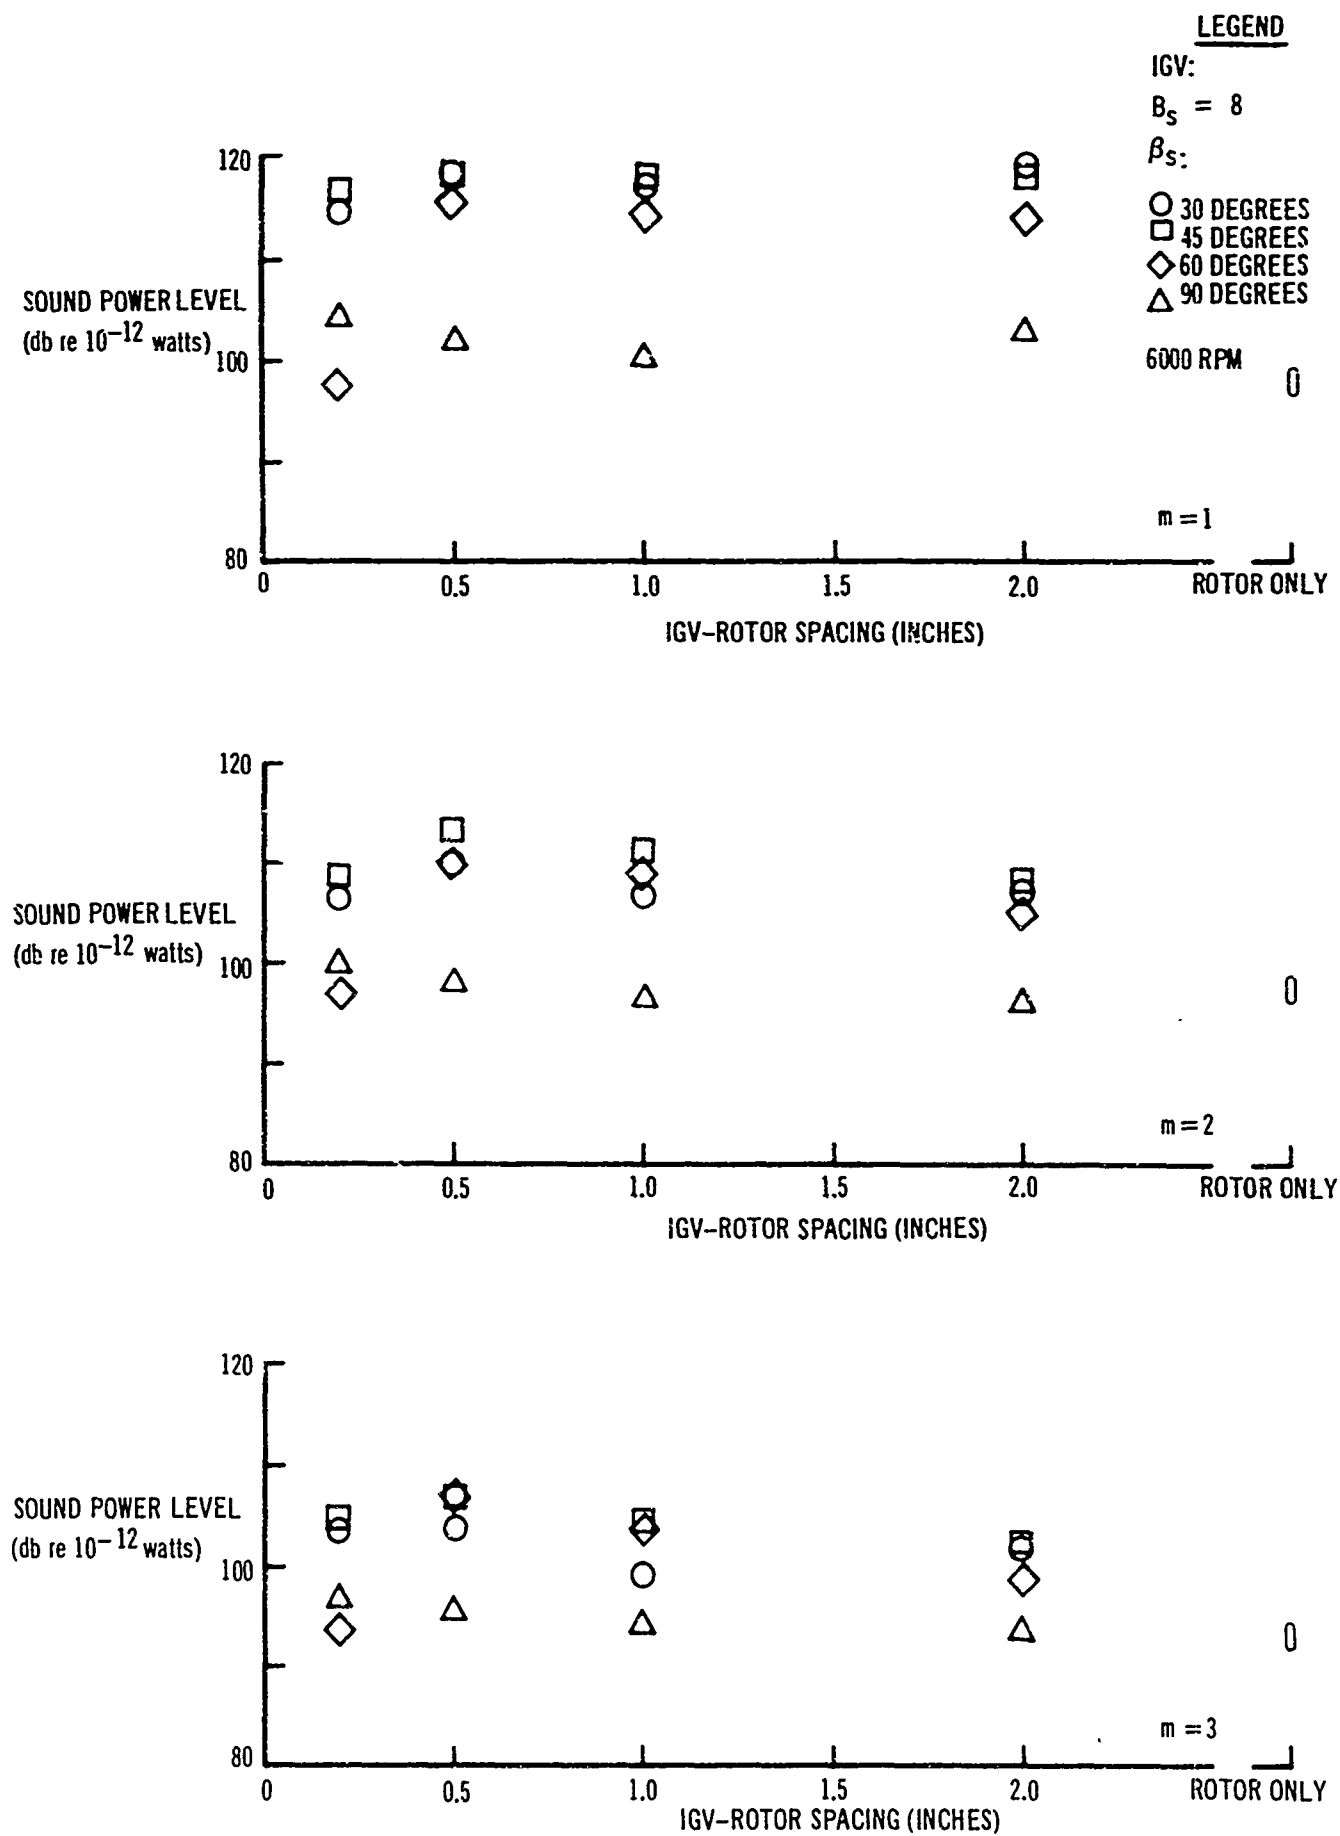 LEGEND
IGV:
Bₛ = 8
βₛ:
30 DEGREES
45 DEGREES
60 DEGREES
90 DEGREES
6000 RPM
120
SOUND POWER LEVEL
(db re 10⁻¹² watts)
100
m = 1
80
0 0.5 1.0 1.5 2.0 ROTOR ONLY
IGV–ROTOR SPACING (INCHES)
120
SOUND POWER LEVEL
(db re 10⁻¹² watts)
100
m = 2
80
0 0.5 1.0 1.5 2.0 ROTOR ONLY
IGV–ROTOR SPACING (INCHES)
120
SOUND POWER LEVEL
(db re 10⁻¹² watts)
100
m = 3
80
0 0.5 1.0 1.5 2.0 ROTOR ONLY
IGV–ROTOR SPACING (INCHES)